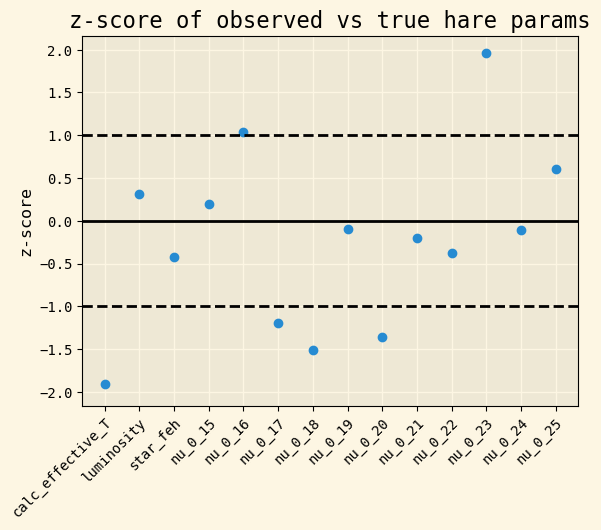 z-score of observed vs true hare params
z-score
2.0
1.5
1.0
0.5
0.0
−0.5
−1.0
−1.5
−2.0
calc_effective_T
luminosity
star_feh
nu_0_15
nu_0_16
nu_0_17
nu_0_18
nu_0_19
nu_0_20
nu_0_21
nu_0_22
nu_0_23
nu_0_24
nu_0_25